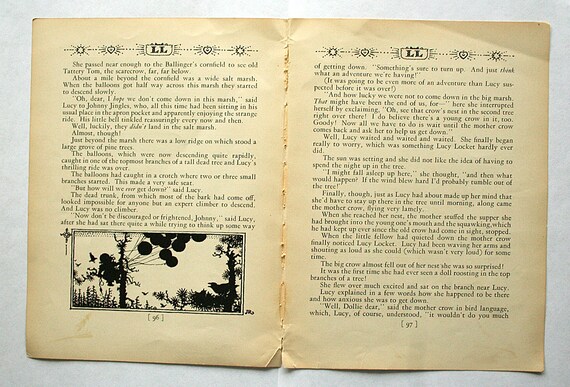 LL
She passed near enough to the Ballinger's cornfield to see old
Tattery Tom, the scarecrow, far, far below.
About a mile beyond the cornfield was a wide salt marsh.
When the balloons got half way across this marsh they started
to descend slowly.
"Oh, dear, I hope we don't come down in this marsh," said
Lucy to Johnny Jingles, who, all this time had been sitting in his
usual place in the apron pocket and apparently enjoying the strange
ride. His little bell tinkled reassuringly every now and then.
Well, luckily, they didn't land in the salt marsh.
Almost, though!
Just beyond the marsh there was a low ridge on which stood a
large grove of pine trees.
The balloons, which were now descending quite rapidly,
caught in one of the topmost branches of a tall dead tree and Lucy's
thrilling ride was over.
The balloons had caught in a crotch where two or three small
branches started. This made a very safe seat.
"But how will we ever get down" said Lucy.
The dead trunk, from which most of the bark had come off,
looked impossible for anyone but an expert climber to descend.
And Lucy was no climber.
"Now don't be discouraged or frightened, Johnny," said Lucy,
after she had sat there quite a while trying to think up some way
[ 96 ]
LL
of getting down. "Something's sure to turn up. And just think
what an adventure we're having!"
(It was going to be even more of an adventure than Lucy sus-
pected before it was over!)
"And how lucky we were not to come down in the big marsh.
That might have been the end of us, for—" here she interrupted
herself by exclaiming, "Oh, see that crow's nest in the second tree
right over there! I do believe there's a young crow in it, too.
Goody! Now all we have to do is wait until the mother crow
comes back and ask her to help us get down."
Well, Lucy waited and waited and waited. She finally began
really to worry, which was something Lucy Locket hardly ever
did.
The sun was setting and she did not like the idea of having to
spend the night up in the tree.
"I might fall asleep up here," she thought, "and then what
would happen? If the wind blew hard I'd probably rumble out of
the tree!"
Finally, though, just as Lucy had about made up her mind that
she'd have to stay up there in the tree until morning, along came
the mother crow, flying very lamely.
When she reached her nest, the mother stuffed the supper she
had brought into the young one's mouth and the squawking, which
he had kept up ever since the old crow had come in sight, stopped.
When the little fellow had quieted down the mother crow
finally noticed Lucy Locket. Lucy had been waving her arms and
shouting as loud as she could (which wasn't very loud) for some
time.
The big crow almost fell out of her nest she was so surprised!
It was the first time she had ever seen a doll roosting in the top
branches of a tree!
She flew over much excited and sat on the branch near Lucy.
Lucy explained in a few words how she happened to be there
and how anxious she was to get down.
"Well, Dollie dear," said the mother crow in bird language,
which, Lucy, of course, understood, "it wouldn't do you much
[ 97 ]